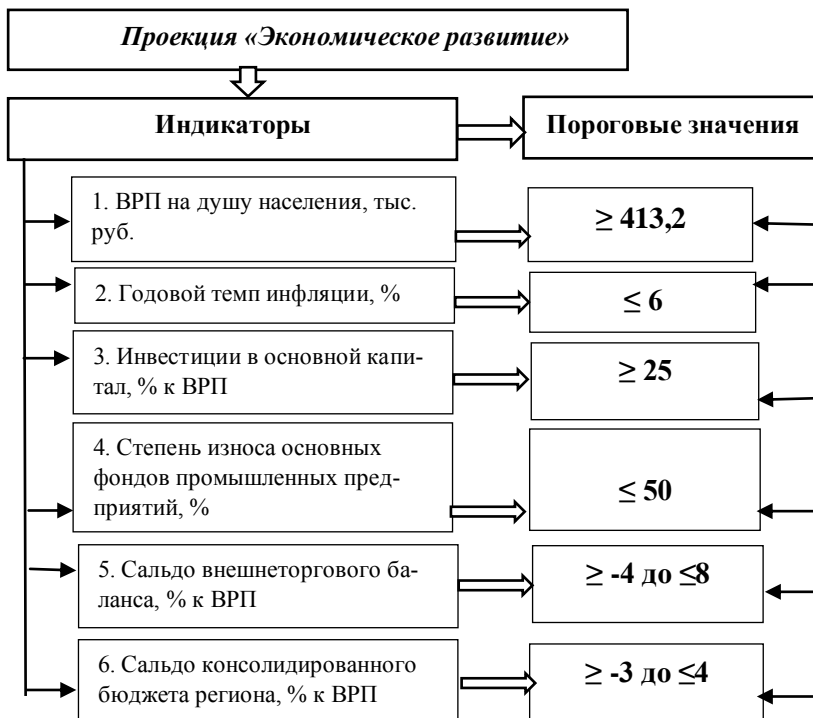 Проекция «Экономическое развитие»
Индикаторы
Пороговые значения
1. ВРП на душу населения, тыс.
руб.
≥ 413,2
2. Годовой темп инфляции, %
≤ 6
3. Инвестиции в основной капи-
тал, % к ВРП
≥ 25
4. Степень износа основных
фондов промышленных пред-
приятий, %
≤ 50
5. Сальдо внешнеторгового ба-
ланса, % к ВРП
≥ -4 до ≤8
6. Сальдо консолидированного
бюджета региона, % к ВРП
≥ -3 до ≤4